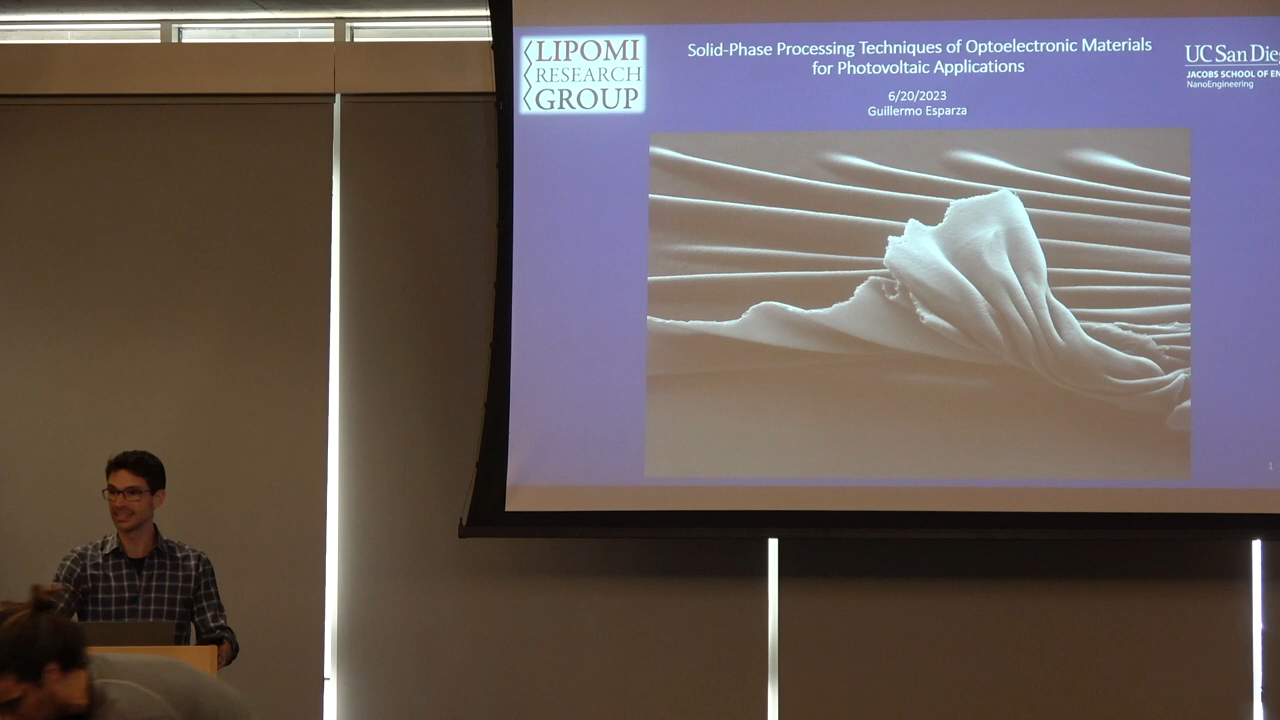 LIPOMI
RESEARCH
GROUP
Solid-Phase Processing Techniques of Optoelectronic Materials
for Photovoltaic Applications
6/20/2023
Guillermo Esparza
UC San Die
JACOBS SCHOOL OF EN
NanoEngineering
1